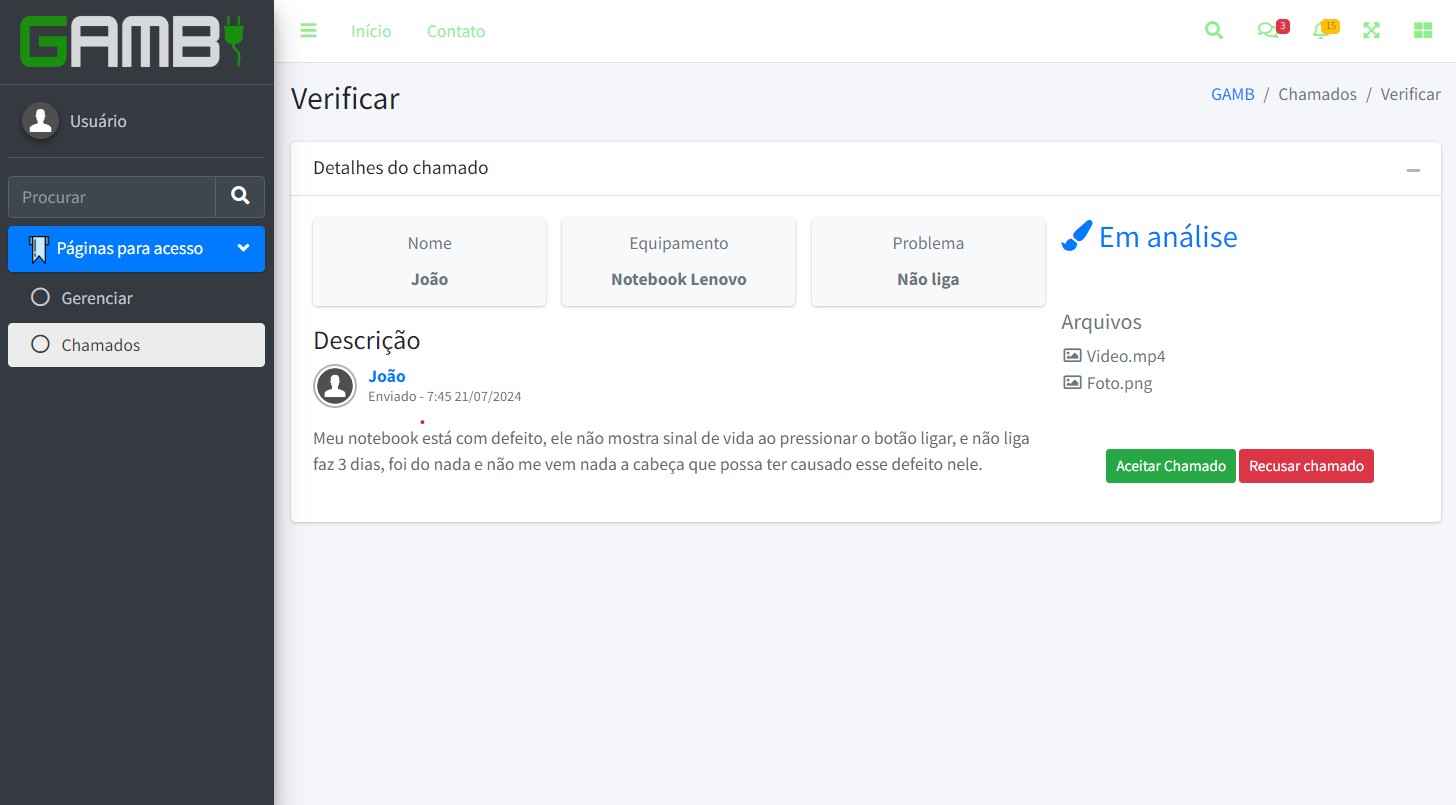 GAMB
Início Contato
3 15
Usuário
Procurar
Páginas para acesso
Gerenciar
Chamados
Verificar
GAMB / Chamados / Verificar
Detalhes do chamado
Nome
João
Equipamento
Notebook Lenovo
Problema
Não liga
Em análise
Arquivos
Video.mp4
Foto.png
Descrição
João
Enviado - 7:45 21/07/2024
Meu notebook está com defeito, ele não mostra sinal de vida ao pressionar o botão ligar, e não liga
faz 3 dias, foi do nada e não me vem nada a cabeça que possa ter causado esse defeito nele.
Aceitar Chamado Recusar chamado